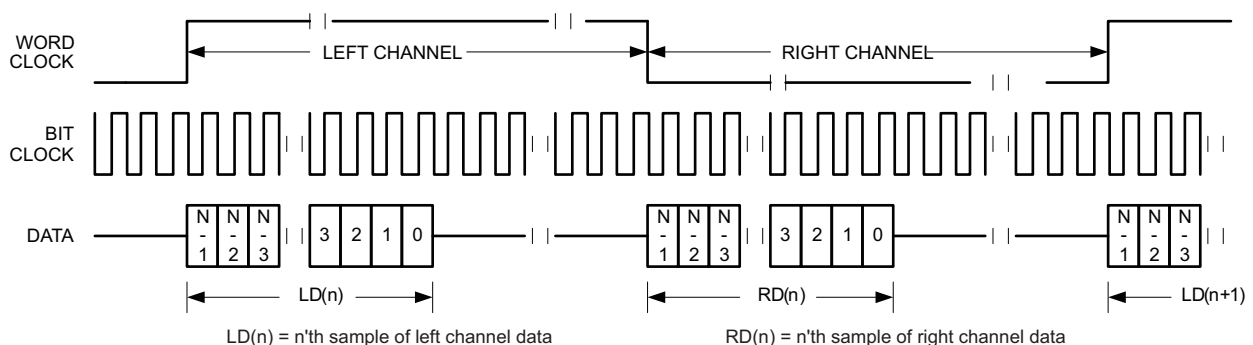 WORD
CLOCK
LEFT CHANNEL
RIGHT CHANNEL
BIT
CLOCK
DATA
N
-
1
N
-
2
N
-
3
3
2
1
0
N
-
1
N
-
2
N
-
3
3
2
1
0
N
-
1
N
-
2
N
-
3
LD(n)
RD(n)
LD(n+1)
LD(n) = n'th sample of left channel data
RD(n) = n'th sample of right channel data